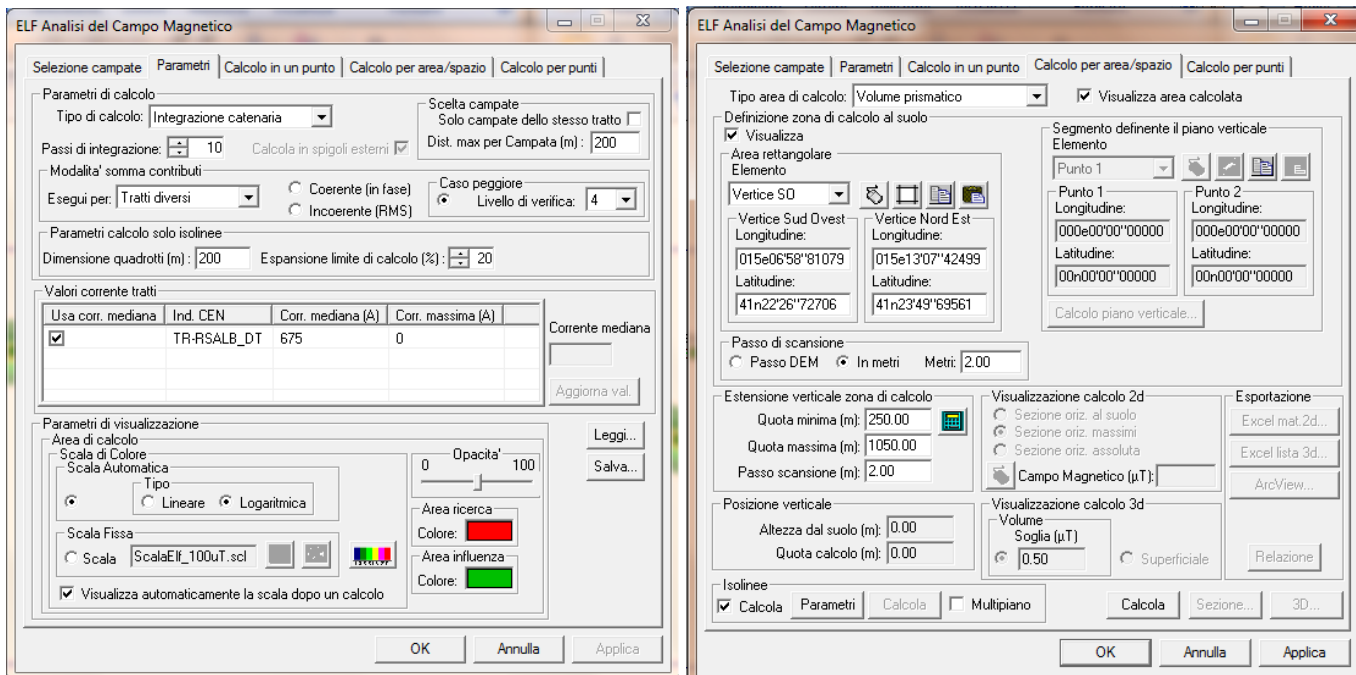 ELF Analisi del Campo Magnetico
Selezione campate Parametri Calcolo in un punto Calcolo per area/spazio Calcolo per punti
Parametri di calcolo
Tipo di calcolo: Integrazione catenaria
Scelta campate
Solo campate dello stesso tratto
Passi di integrazione: 10 Calcola in spigoli esterni
Dist. max per Campata (m) : 200
Modalita' somma contributi
Esegui per: Tratti diversi
Coerente (in fase)
Incoerente (RMS)
Caso peggiore
Livello di verifica: 4
Parametri calcolo solo isolinee
Dimensione quadrotti (m) : 200 Espansione limite di calcolo (%) : 20
Valori corrente tratti
Usa corr. mediana Ind. CEN Corr. mediana (A) Corr. massima (A)
TR-RSALB_DT 675 0
Corrente mediana
Aggiorna val.
Parametri di visualizzazione
Area di calcolo
Scala di Colore
Scala Automatica
Tipo
Lineare Logaritmica
Scala Fissa
Scala ScalaElf_100uT.scl
Visualizza automaticamente la scala dopo un calcolo
Opacita'
0 100
Area ricerca
Colore:
Area influenza
Colore:
Leggi...
Salva...
OK Annulla Applica
ELF Analisi del Campo Magnetico
Selezione campate Parametri Calcolo in un punto Calcolo per area/spazio Calcolo per punti
Tipo area di calcolo: Volume prismatico Visualizza area calcolata
Definizione zona di calcolo al suolo
Visualizza
Area rettangolare
Elemento
Vertice SO
Vertice Sud Ovest
Longitudine:
015e06'58''81079
Latitudine:
41n22'26''72706
Vertice Nord Est
Longitudine:
015e13'07''42499
Latitudine:
41n23'49''69561
Segmento definente il piano verticale
Elemento
Punto 1
Punto 1
Longitudine:
000e00'00''00000
Latitudine:
00n00'00''00000
Punto 2
Longitudine:
000e00'00''00000
Latitudine:
00n00'00''00000
Calcolo piano verticale...
Passo di scansione
Passo DEM In metri Metri: 2.00
Estensione verticale zona di calcolo
Quota minima (m): 250.00
Quota massima (m): 1050.00
Passo scansione (m): 2.00
Visualizzazione calcolo 2d
Sezione oriz. al suolo
Sezione oriz. massimi
Sezione oriz. assoluta
Campo Magnetico (µT):
Esportazione
Excel mat.2d...
Excel lista 3d...
ArcView...
Relazione
Posizione verticale
Altezza dal suolo (m): 0.00
Quota calcolo (m): 0.00
Visualizzazione calcolo 3d
Volume
Soglia (µT)
0.50
Superficiale
Isolinee
Calcola Parametri Calcola Multipiano
Calcola Sezione... 3D...
OK Annulla Applica